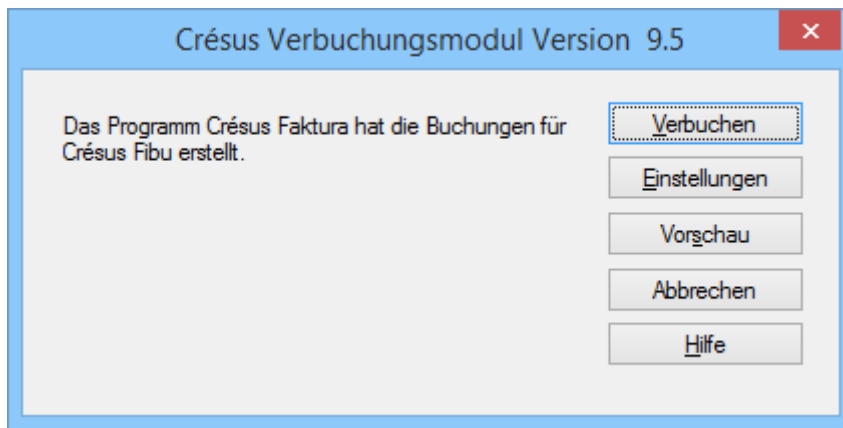 Crésus Verbuchungsmodul Version 9.5
Das Programm Crésus Faktura hat die Buchungen für
Crésus Fibu erstellt.
Verbuchen
Einstellungen
Vorschau
Abbrechen
Hilfe